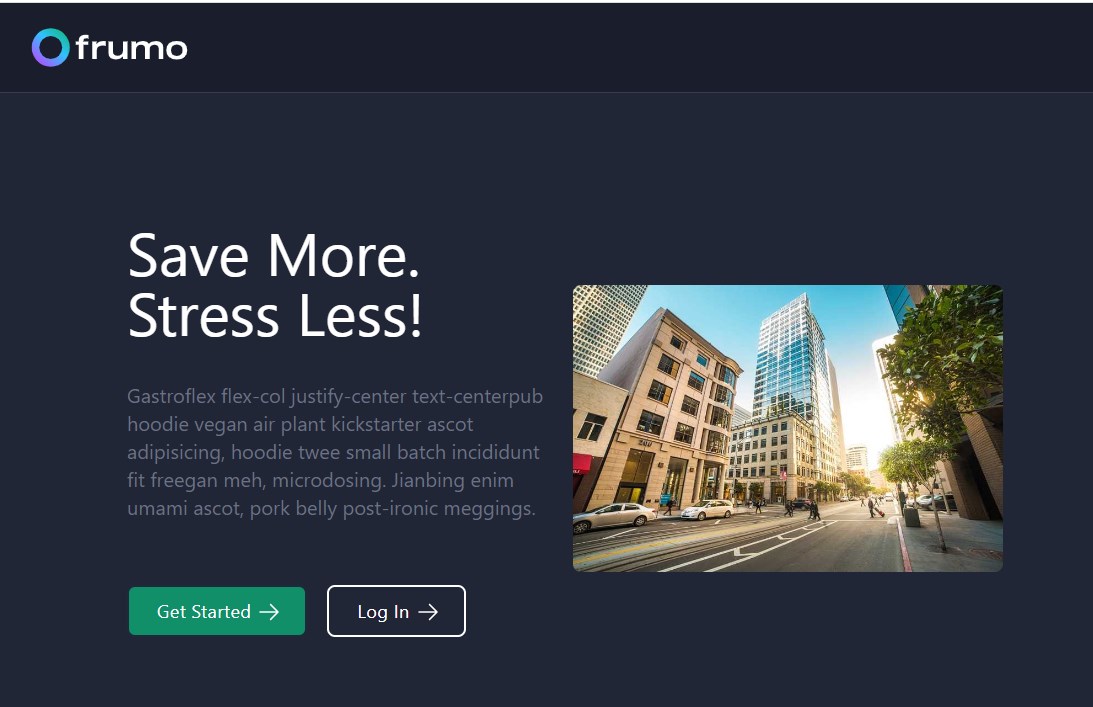 frumo
Save More.
Stress Less!
Gastroflex flex-col justify-center text-centerpub
hoodie vegan air plant kickstarter ascot
adipisicing, hoodie twee small batch incididunt
fit freegan meh, microdosing. Jianbing enim
umami ascot, pork belly post-ironic meggings.
Get Started →
Log In →